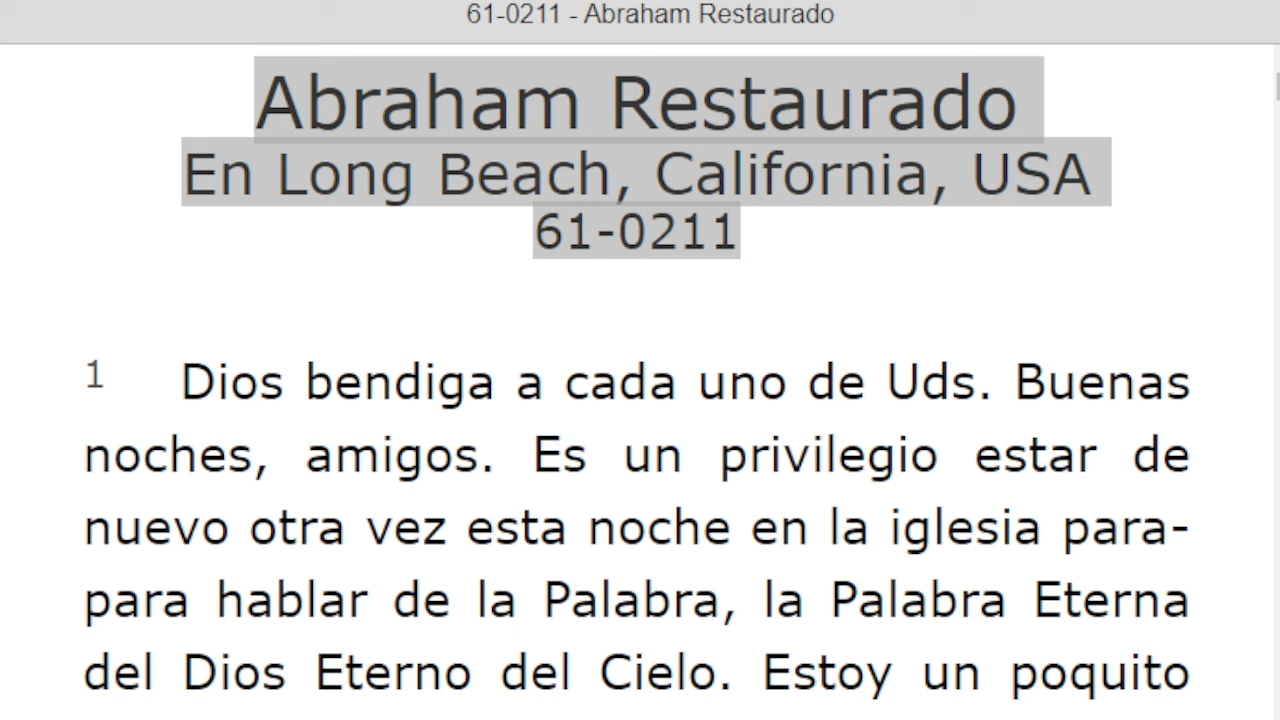 61-0211 - Abraham Restaurado
Abraham Restaurado
En Long Beach, California, USA
61-0211
1 Dios bendiga a cada uno de Uds. Buenas
noches, amigos. Es un privilegio estar de
nuevo otra vez esta noche en la iglesia para-
para hablar de la Palabra, la Palabra Eterna
del Dios Eterno del Cielo. Estoy un poquito